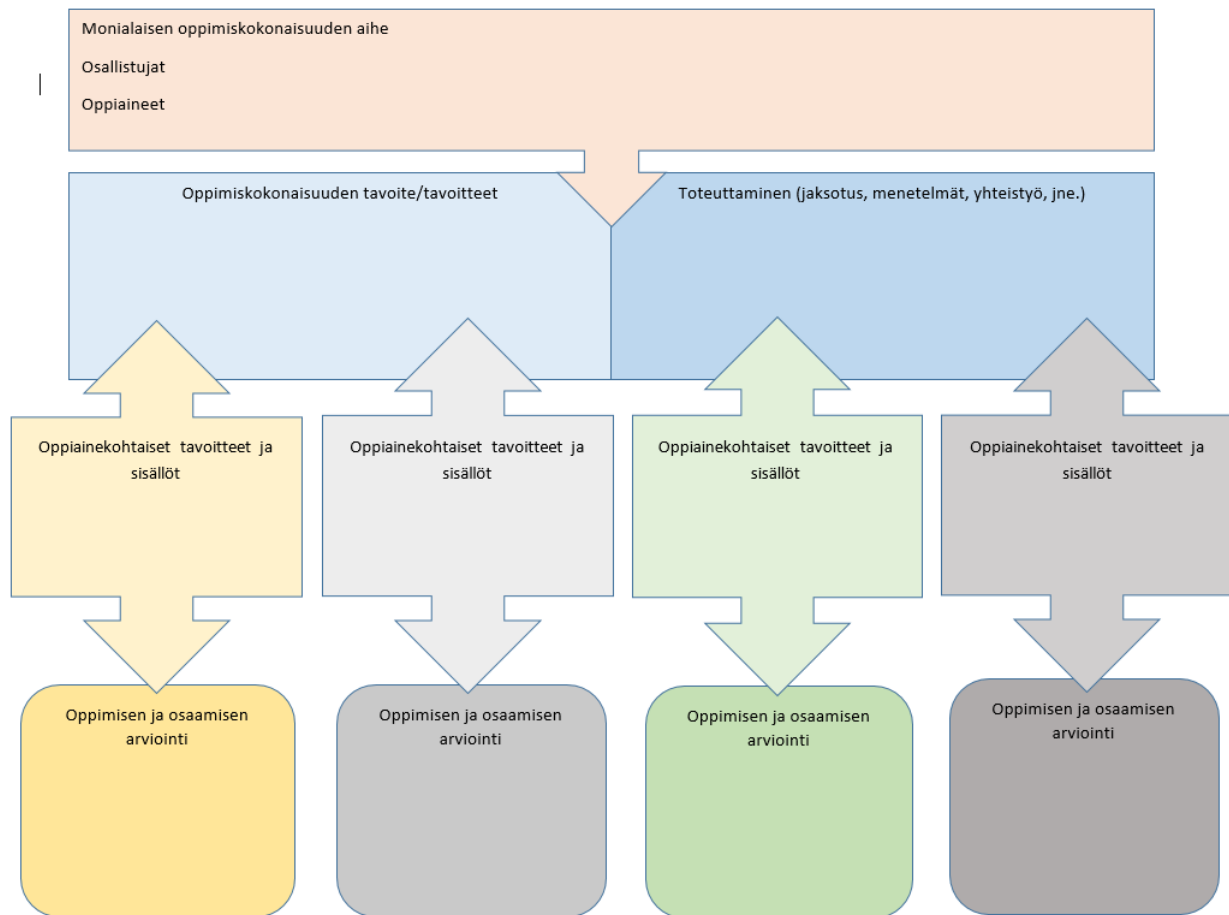 Monialaisen oppimiskokonaisuuden aihe
Osallistujat
Oppiaineet
Oppimiskokonaisuuden tavoite/tavoitteet
Toteuttaminen (jaksotus, menetelmät, yhteistyö, jne.)
Oppiainekohtaiset tavoitteet ja
sisällöt
Oppiainekohtaiset tavoitteet ja
sisällöt
Oppiainekohtaiset tavoitteet ja
sisällöt
Oppiainekohtaiset tavoitteet ja
sisällöt
Oppimisen ja osaamisen
arviointi
Oppimisen ja osaamisen
arviointi
Oppimisen ja osaamisen
arviointi
Oppimisen ja osaamisen
arviointi